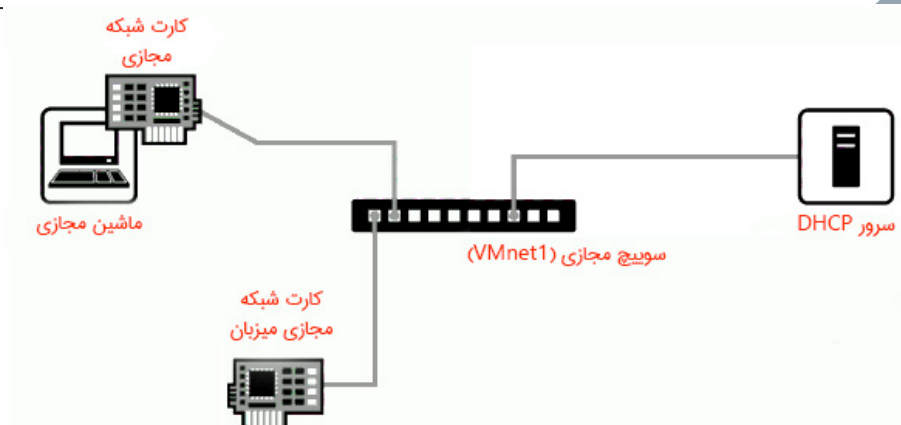 کارت شبکه
مجازی
ماشین مجازی
سرور DHCP
سوییچ مجازی (VMnet1)
کارت شبکه
مجازی میزبان